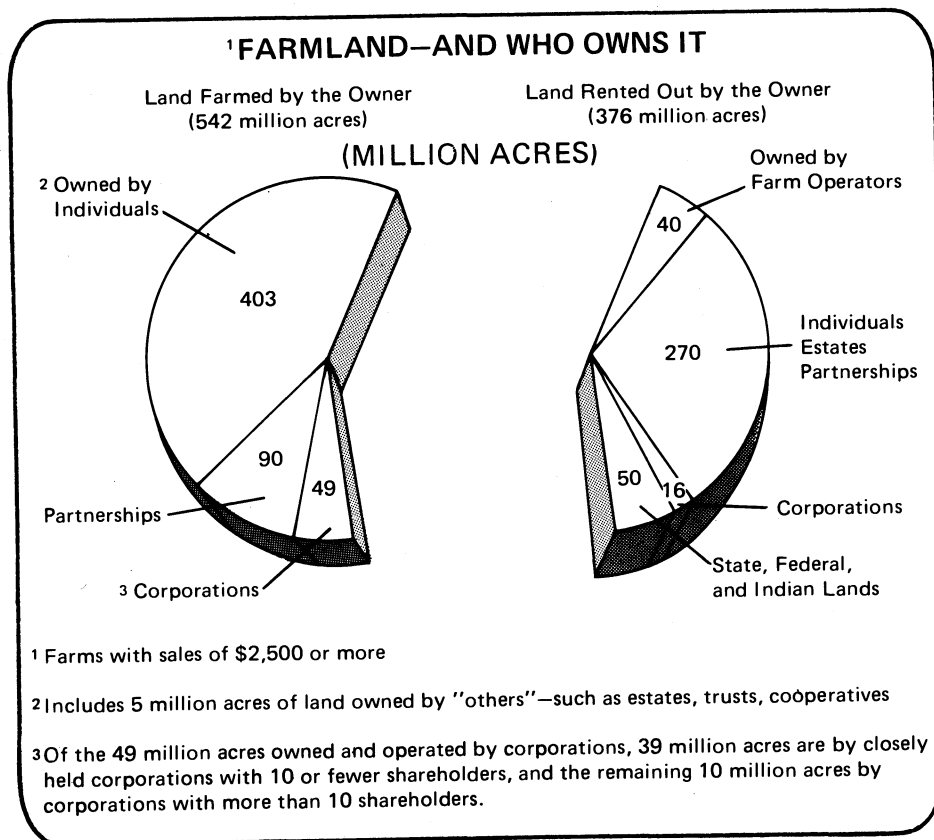 ¹FARMLAND—AND WHO OWNS IT
Land Farmed by the Owner
(542 million acres)
Land Rented Out by the Owner
(376 million acres)
(MILLION ACRES)
² Owned by
Individuals
403
90
49
Partnerships
³ Corporations
Owned by
Farm Operators
40
270
Individuals
Estates
Partnerships
50
16
Corporations
State, Federal,
and Indian Lands
¹ Farms with sales of $2,500 or more
² Includes 5 million acres of land owned by "others"—such as estates, trusts, cooperatives
³ Of the 49 million acres owned and operated by corporations, 39 million acres are by closely
held corporations with 10 or fewer shareholders, and the remaining 10 million acres by
corporations with more than 10 shareholders.